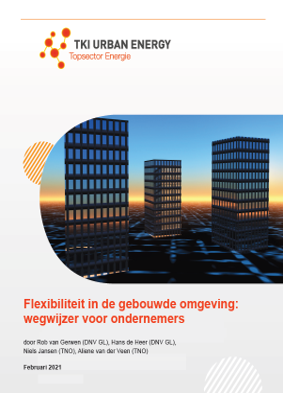 TKI URBAN ENERGY
Topsector Energie
Flexibiliteit in de gebouwde omgeving:
wegwijzer voor ondernemers
door Rob van Gerwen (DNV GL), Hans de Heer (DNV GL),
Niels Jansen (TNO), Aliene van der Veen (TNO)
Februari 2021